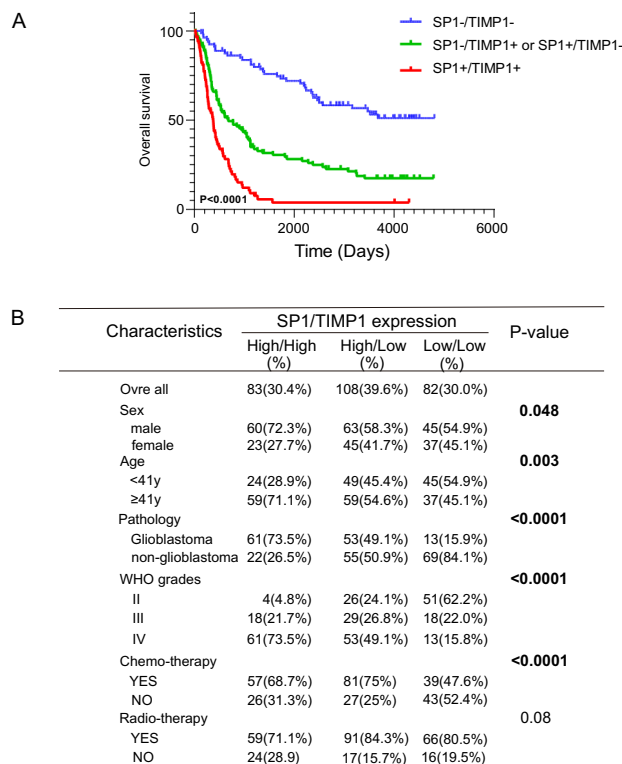 A
SP1-/TIMP1-
SP1-/TIMP1+ or SP1+/TIMP1-
SP1+/TIMP1+
Overall survival
100
50
0
P<0.0001
0 2000 4000 6000
Time (Days)
B
Characteristics SP1/TIMP1 expression P-value
High/High (%) High/Low (%) Low/Low (%)
Ovre all 83(30.4%) 108(39.6%) 82(30.0%)
Sex 0.048
male 60(72.3%) 63(58.3%) 45(54.9%)
female 23(27.7%) 45(41.7%) 37(45.1%)
Age 0.003
<41y 24(28.9%) 49(45.4%) 45(54.9%)
≥41y 59(71.1%) 59(54.6%) 37(45.1%)
Pathology <0.0001
Glioblastoma 61(73.5%) 53(49.1%) 13(15.9%)
non-glioblastoma 22(26.5%) 55(50.9%) 69(84.1%)
WHO grades <0.0001
II 4(4.8%) 26(24.1%) 51(62.2%)
III 18(21.7%) 29(26.8%) 18(22.0%)
IV 61(73.5%) 53(49.1%) 13(15.8%)
Chemo-therapy <0.0001
YES 57(68.7%) 81(75%) 39(47.6%)
NO 26(31.3%) 27(25%) 43(52.4%)
Radio-therapy 0.08
YES 59(71.1%) 91(84.3%) 66(80.5%)
NO 24(28.9) 17(15.7%) 16(19.5%)